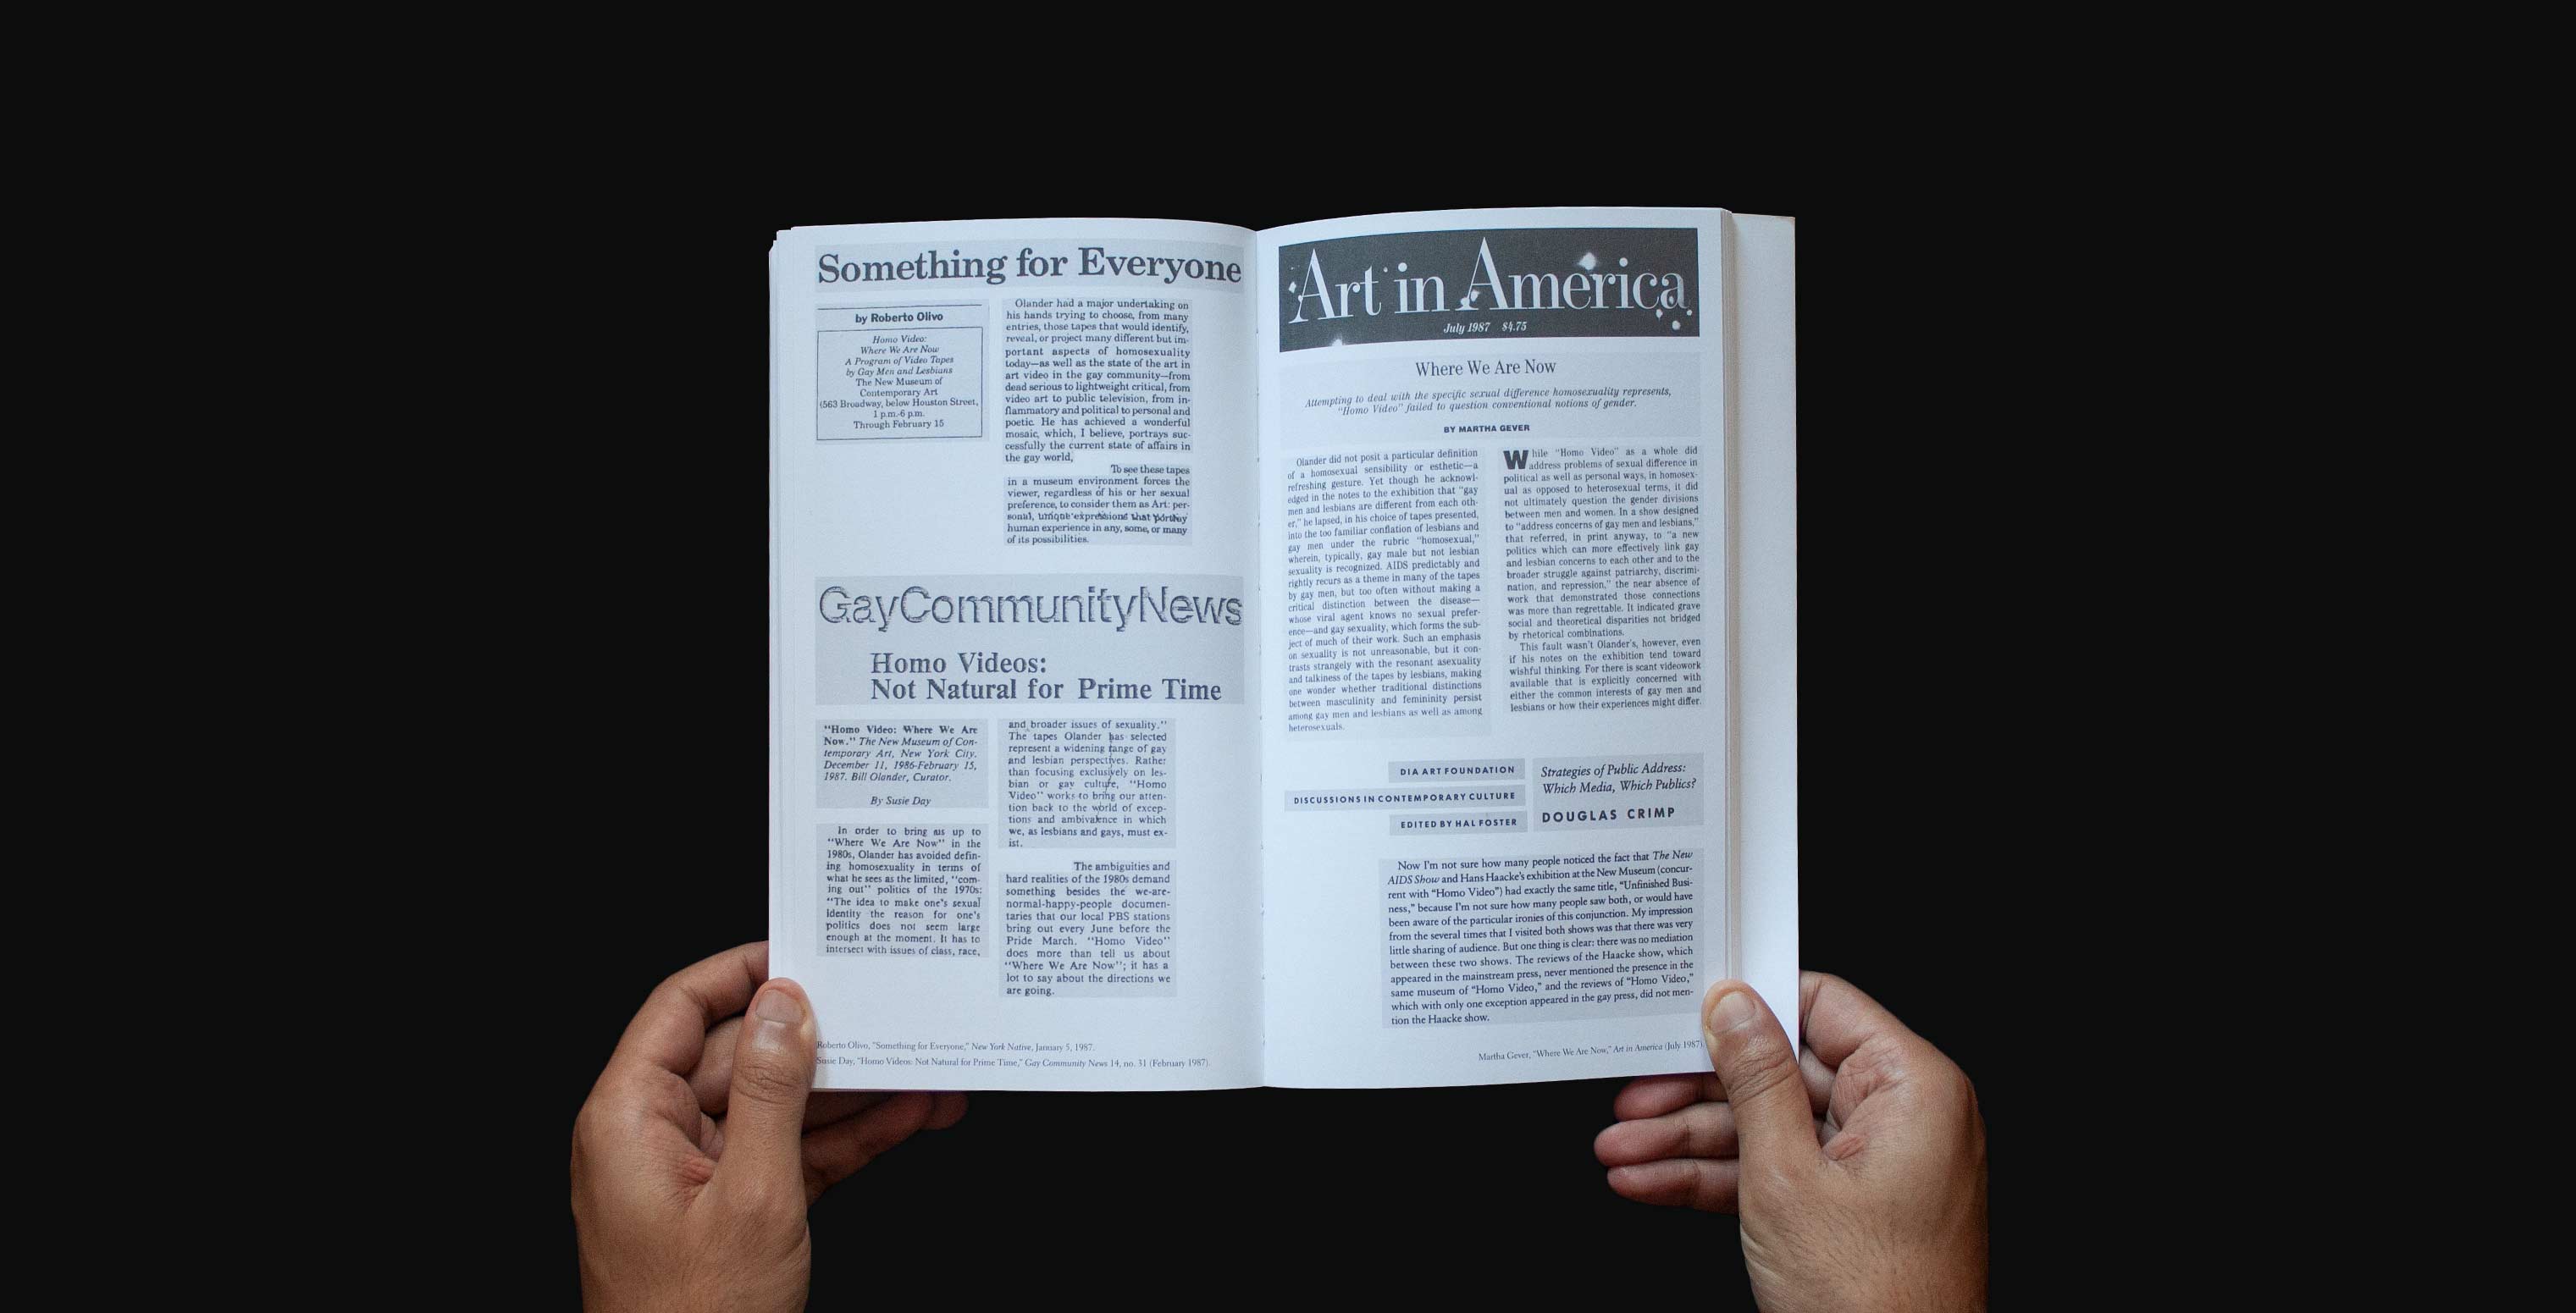 Something for Everyone
by Roberto Olivo
Homo Video:
Where We Are Now
A Program of Video Tapes
by Gay Men and Lesbians
The New Museum of
Contemporary Art
(563 Broadway, below Houston Street,
1 p.m.-6 p.m.
Through February 15
Olander had a major undertaking on
his hands trying to choose, from many
entries, those tapes that would identify,
reveal, or project many different but im-
portant aspects of homosexuality
today—as well as the state of the art in
art video in the gay community—from
dead serious to lightweight critical, from
video art to public television, from in-
flammatory and political to personal and
poetic. He has achieved a wonderful
mosaic, which, I believe, portrays suc-
cessfully the current state of affairs in
the gay world,
To see these tapes
in a museum environment forces the
viewer, regardless of his or her sexual
preference, to consider them as Art: per-
sonal, unique expressions that portray
human experience in any, some, or many
of its possibilities.
GayCommunityNews
Homo Videos:
Not Natural for Prime Time
"Homo Video: Where We Are
Now." The New Museum of Con-
temporary Art, New York City.
December 11, 1986-February 15,
1987. Bill Olander, Curator.
By Susie Day
In order to bring us up to
"Where We Are Now" in the
1980s, Olander has avoided defin-
ing homosexuality in terms of
what he sees as the limited, "com-
ing out" politics of the 1970s:
"The idea to make one's sexual
identity the reason for one's
politics does not seem large
enough at the moment. It has to
intersect with issues of class, race,
and broader issues of sexuality."
The tapes Olander has selected
represent a widening range of gay
and lesbian perspectives. Rather
than focusing exclusively on les-
bian or gay culture, "Homo
Video" works to bring our atten-
tion back to the world of excep-
tions and ambivalence in which
we, as lesbians and gays, must ex-
ist.
The ambiguities and
hard realities of the 1980s demand
something besides the we-are-
normal-happy-people documen-
taries that our local PBS stations
bring out every June before the
Pride March. "Homo Video"
does more than tell us about
"Where We Are Now"; it has a
lot to say about the directions we
are going.
Roberto Olivo, "Something for Everyone," New York Native, January 5, 1987.
Susie Day, "Homo Videos: Not Natural for Prime Time," Gay Community News 14, no. 31 (February 1987).
Art in America
July 1987 $4.75
Where We Are Now
Attempting to deal with the specific sexual difference homosexuality represents,
"Homo Video" failed to question conventional notions of gender.
BY MARTHA GEVER
Olander did not posit a particular definition
of a homosexual sensibility or esthetic—a
refreshing gesture. Yet though he acknowl-
edged in the notes to the exhibition that "gay
men and lesbians are different from each oth-
er," he lapsed, in his choice of tapes presented,
into the too familiar conflation of lesbians and
gay men under the rubric "homosexual,"
wherein, typically, gay male but not lesbian
sexuality is recognized. AIDS predictably and
rightly recurs as a theme in many of the tapes
by gay men, but too often without making a
critical distinction between the disease—
whose viral agent knows no sexual prefer-
ence—and gay sexuality, which forms the sub-
ject of much of their work. Such an emphasis
on sexuality is not unreasonable, but it con-
trasts strangely with the resonant asexuality
and talkiness of the tapes by lesbians, making
one wonder whether traditional distinctions
between masculinity and femininity persist
among gay men and lesbians as well as among
heterosexuals.
While "Homo Video" as a whole did
address problems of sexual difference in
political as well as personal ways, in homosex-
ual as opposed to heterosexual terms, it did
not ultimately question the gender divisions
between men and women. In a show designed
to "address concerns of gay men and lesbians,"
that referred, in print anyway, to "a new
politics which can more effectively link gay
and lesbian concerns to each other and to the
broader struggle against patriarchy, discrimi-
nation, and repression," the near absence of
work that demonstrated those connections
was more than regrettable. It indicated grave
social and theoretical disparities not bridged
by rhetorical combinations.
This fault wasn't Olander's, however, even
if his notes on the exhibition tend toward
wishful thinking. For there is scant videowork
available that is explicitly concerned with
either the common interests of gay men and
lesbians or how their experiences might differ.
DIA ART FOUNDATION
DISCUSSIONS IN CONTEMPORARY CULTURE
EDITED BY HAL FOSTER
Strategies of Public Address:
Which Media, Which Publics?
DOUGLAS CRIMP
Now I'm not sure how many people noticed the fact that The New
AIDS Show and Hans Haacke's exhibition at the New Museum (concur-
rent with "Homo Video") had exactly the same title, "Unfinished Busi-
ness," because I'm not sure how many people saw both, or would have
been aware of the particular ironies of this conjunction. My impression
from the several times that I visited both shows was that there was very
little sharing of audience. But one thing is clear: there was no mediation
between these two shows. The reviews of the Haacke show, which
appeared in the mainstream press, never mentioned the presence in the
same museum of "Homo Video," and the reviews of "Homo Video,"
which with only one exception appeared in the gay press, did not men-
tion the Haacke show.
Martha Gever, "Where We Are Now," Art in America (July 1987).